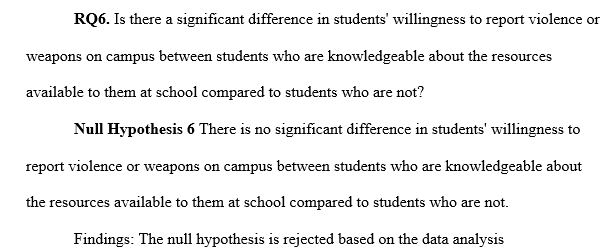 RQ6. Is there a significant difference in students' willingness to report violence or
weapons on campus between students who are knowledgeable about the resources
available to them at school compared to students who are not?
Null Hypothesis 6 There is no significant difference in students' willingness to
report violence or weapons on campus between students who are knowledgeable about
the resources available to them at school compared to students who are not.
Findings: The null hypothesis is rejected based on the data analysis